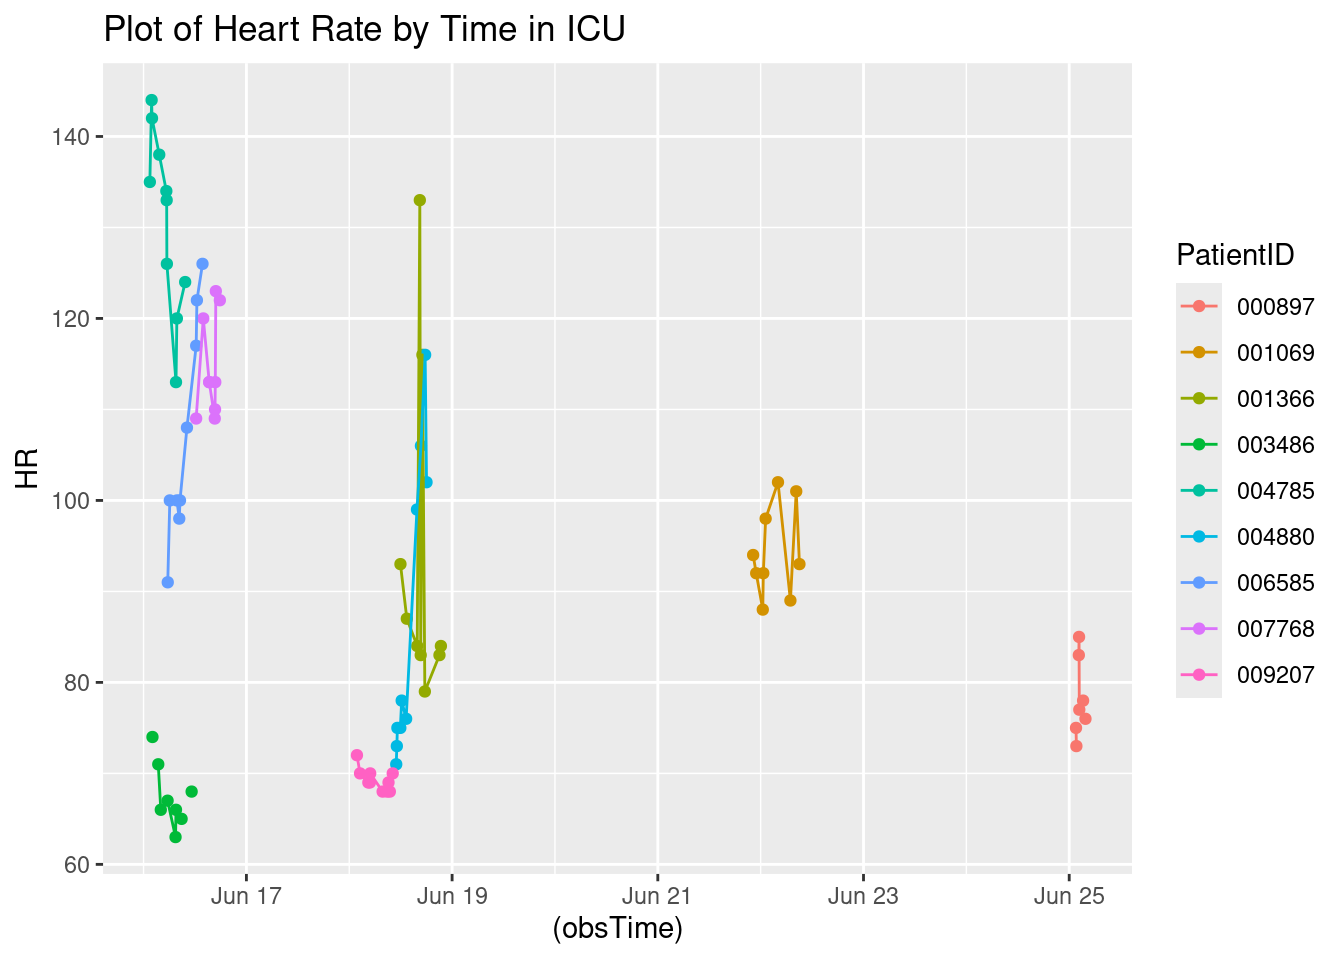 Plot of Heart Rate by Time in ICU
HR
140
120
100
80
60
Jun 17 Jun 19 Jun 21 Jun 23 Jun 25
(obsTime)
PatientID
000897
001069
001366
003486
004785
004880
006585
007768
009207